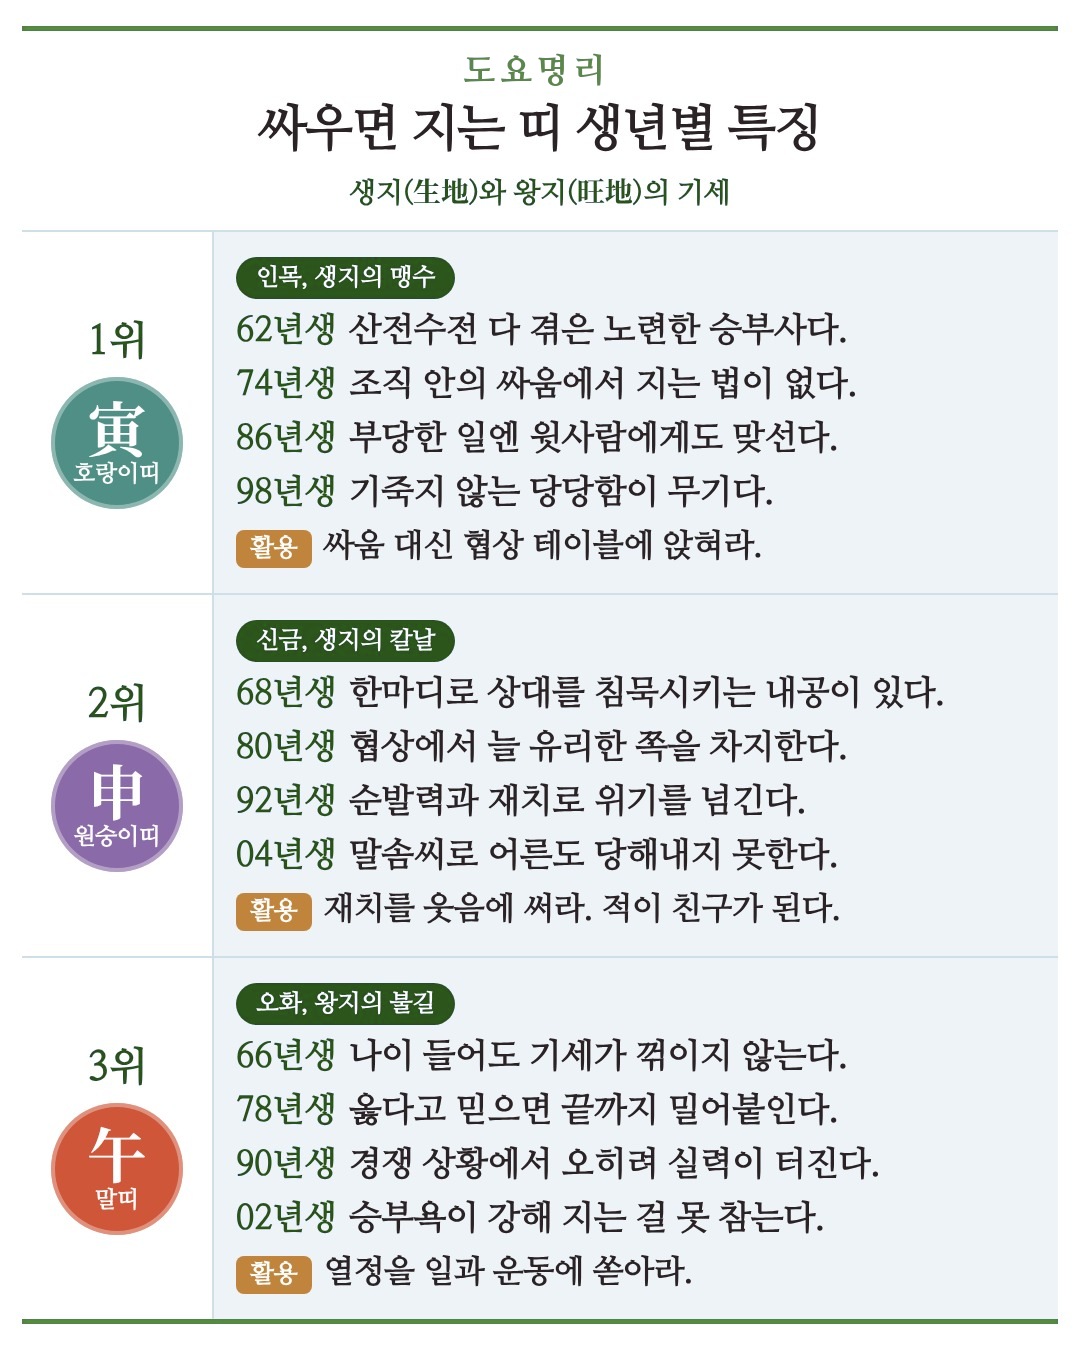 도요명리
싸우면 지는 띠 생년별 특징
생지(生地)와 왕지(旺地)의 기세
1위
寅
호랑이띠
인목, 생지의 맹수
62년생 산전수전 다 겪은 노련한 승부사다.
74년생 조직 안의 싸움에서 지는 법이 없다.
86년생 부당한 일엔 윗사람에게도 맞선다.
98년생 기죽지 않는 당당함이 무기다.
활용 싸움 대신 협상 테이블에 앉혀라.
2위
申
원숭이띠
신금, 생지의 칼날
68년생 한마디로 상대를 침묵시키는 내공이 있다.
80년생 협상에서 늘 유리한 쪽을 차지한다.
92년생 순발력과 재치로 위기를 넘긴다.
04년생 말솜씨로 어른도 당해내지 못한다.
활용 재치를 웃음에 써라. 적이 친구가 된다.
3위
午
말띠
오화, 왕지의 불길
66년생 나이 들어도 기세가 꺾이지 않는다.
78년생 옳다고 믿으면 끝까지 밀어붙인다.
90년생 경쟁 상황에서 오히려 실력이 터진다.
02년생 승부욕이 강해 지는 걸 못 참는다.
활용 열정을 일과 운동에 쏟아라.